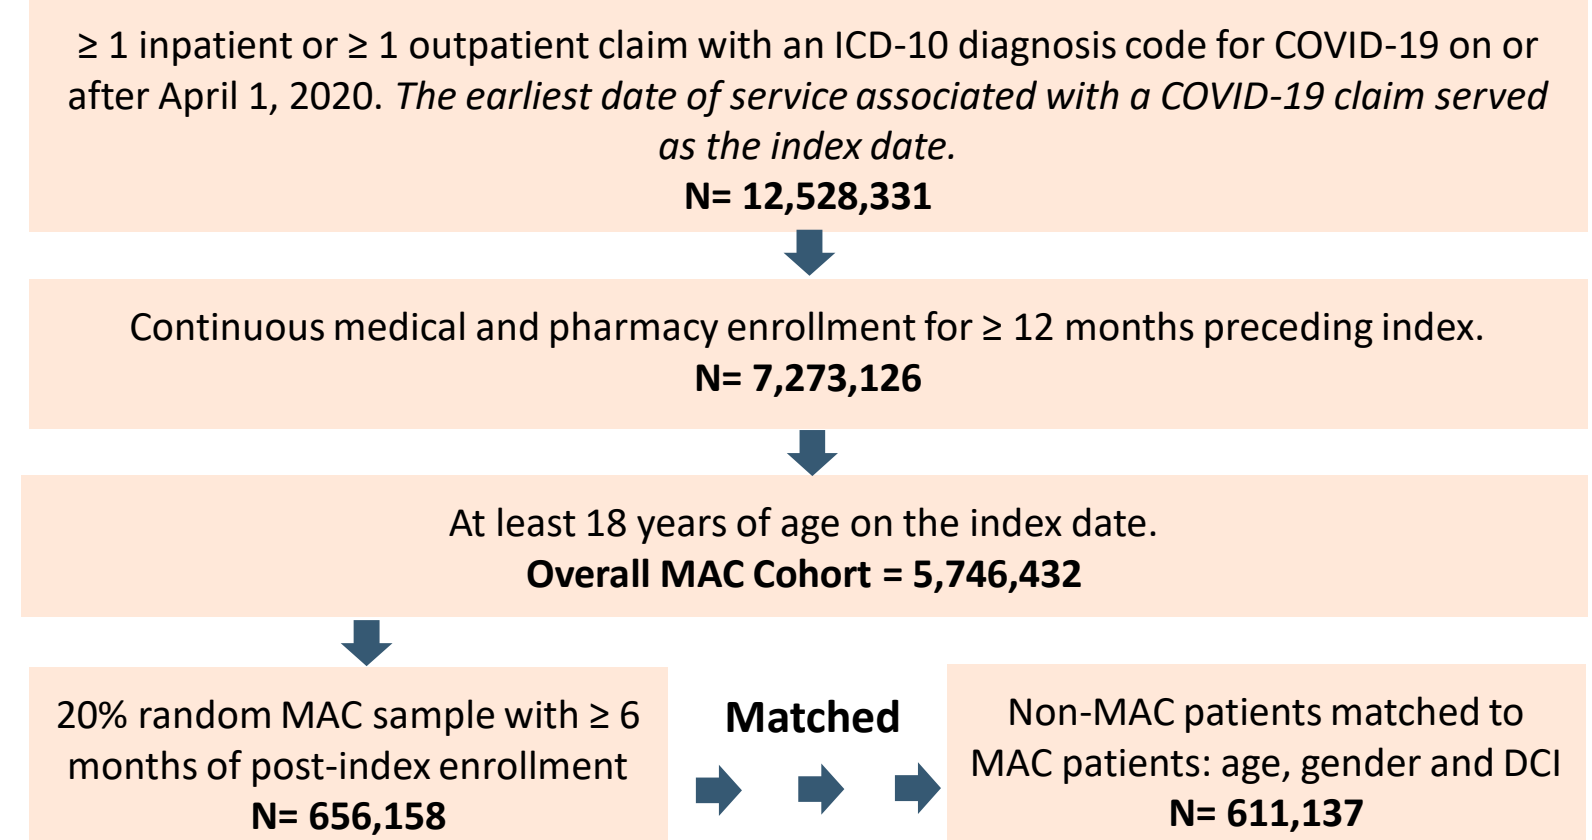 ≥ 1 inpatient or ≥ 1 outpatient claim with an ICD-10 diagnosis code for COVID-19 on or
after April 1, 2020. The earliest date of service associated with a COVID-19 claim served
as the index date.
N= 12,528,331
Continuous medical and pharmacy enrollment for ≥ 12 months preceding index.
N= 7,273,126
At least 18 years of age on the index date.
Overall MAC Cohort = 5,746,432
20% random MAC sample with ≥ 6
months of post-index enrollment
N= 656,158
Matched
Non-MAC patients matched to
MAC patients: age, gender and DCI
N= 611,137